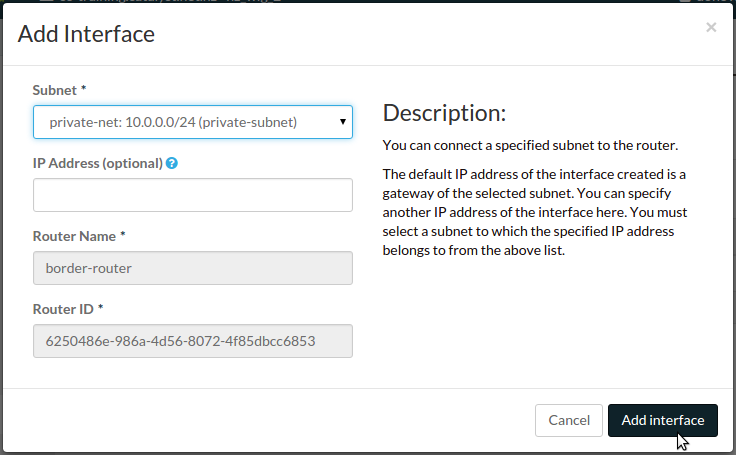 Add Interface
×
Subnet *
private-net: 10.0.0.0/24 (private-subnet)
IP Address (optional)
Router Name *
border-router
Router ID *
6250486e-986a-4d56-8072-4f85dbcc6853
Description:
You can connect a specified subnet to the router.
The default IP address of the interface created is a
gateway of the selected subnet. You can specify
another IP address of the interface here. You must
select a subnet to which the specified IP address
belongs to from the above list.
Cancel
Add interface